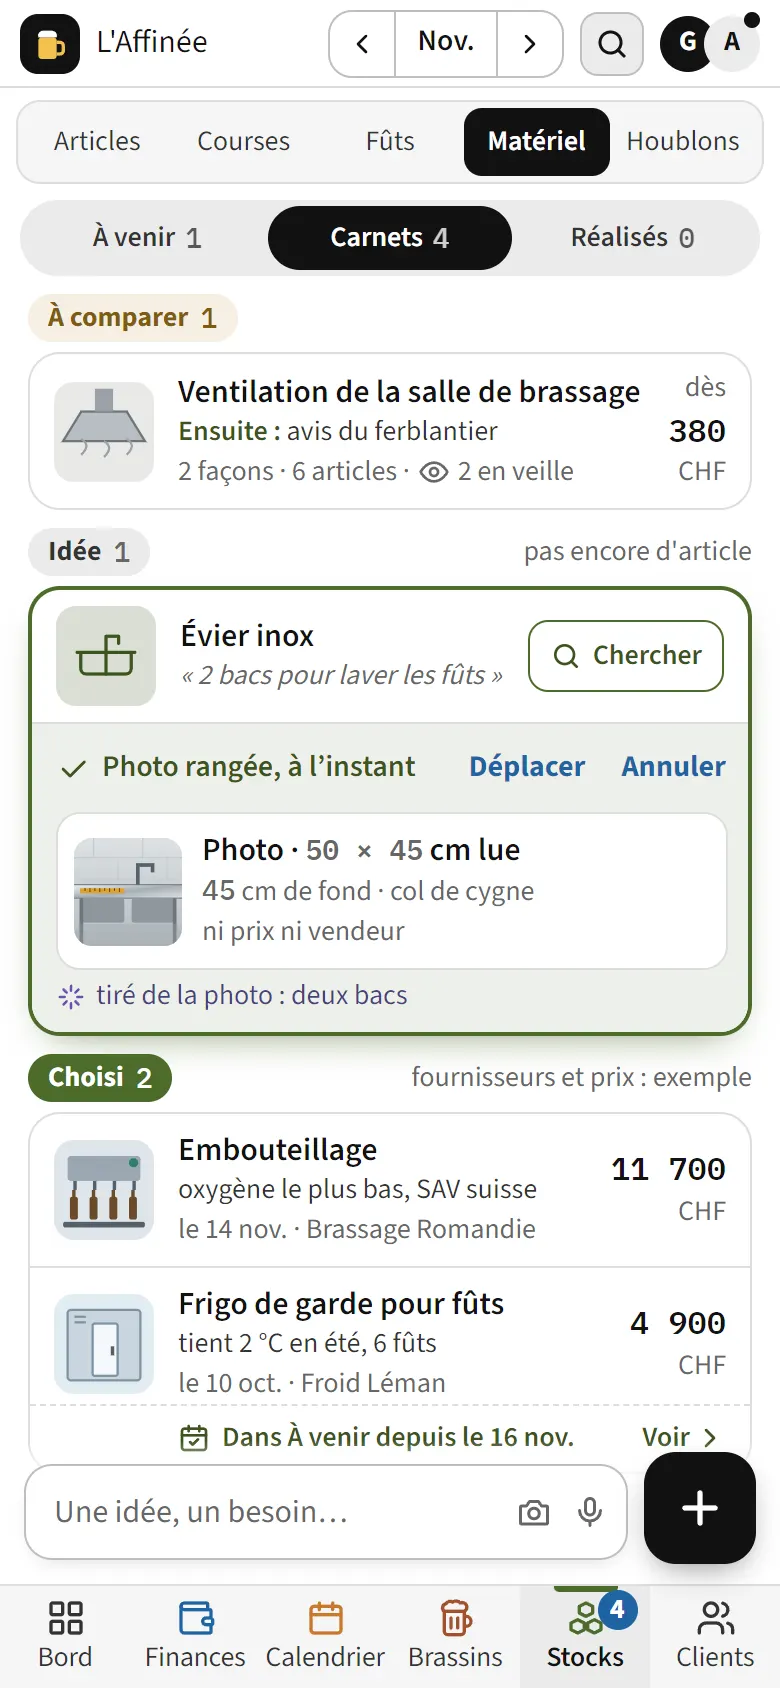 L'Affinée
Nov.
G
A
Articles
Courses
Fûts
Matériel
Houblons
À venir 1
Carnets 4
Réalisés 0
À comparer 1
Ventilation de la salle de brassage
dès
Ensuite : avis du ferblantier
380
2 façons · 6 articles · 2 en veille
CHF
Idée 1
pas encore d'article
Évier inox
« 2 bacs pour laver les fûts »
Chercher
Photo rangée, à l’instant
Déplacer
Annuler
Photo · 50 × 45 cm lue
45 cm de fond · col de cygne
ni prix ni vendeur
tiré de la photo : deux bacs
Choisi 2
fournisseurs et prix : exemple
Embouteillage
11 700
oxygène le plus bas, SAV suisse
CHF
le 14 nov. · Brassage Romandie
Frigo de garde pour fûts
4 900
tient 2 °C en été, 6 fûts
CHF
le 10 oct. · Froid Léman
Dans À venir depuis le 16 nov.
Voir
Une idée, un besoin…
4
Bord
Finances
Calendrier
Brassins
Stocks
Clients